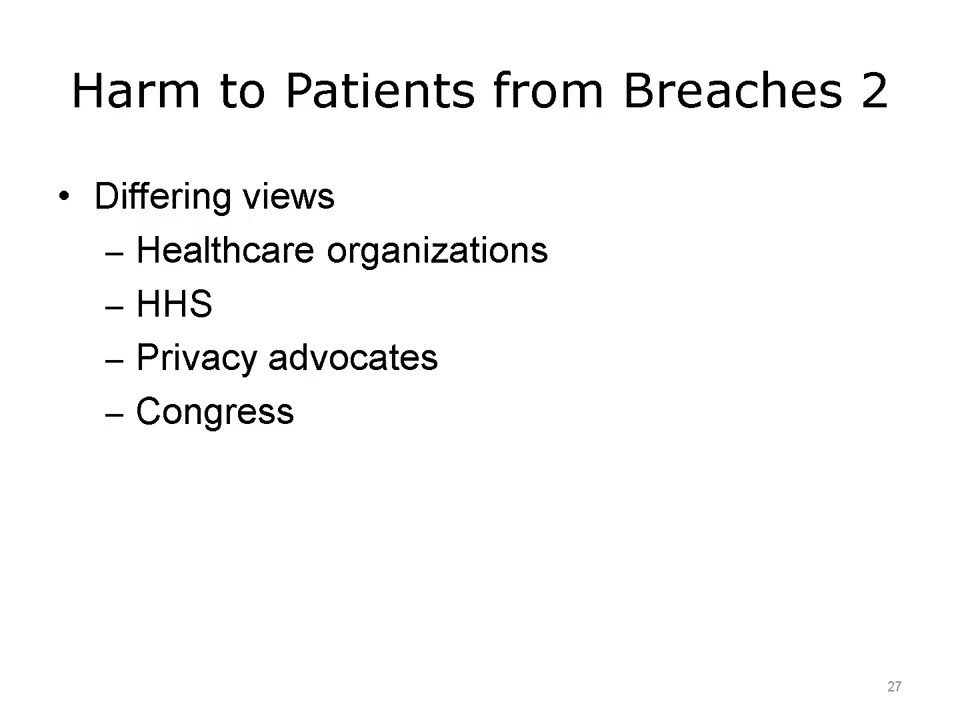 Harm to Patients from Breaches 2
• Differing views
– Healthcare organizations
– HHS
– Privacy advocates
– Congress
27